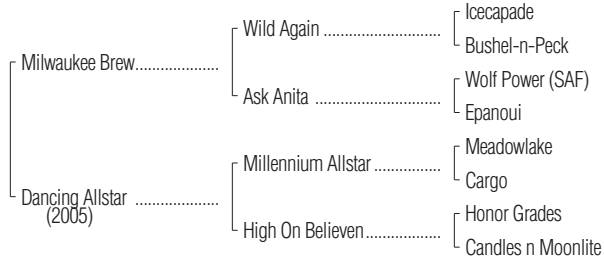 Icecapade
Wild Again
Bushel-n-Peck
Milwaukee Brew
Wolf Power (SAF)
Ask Anita
Epanoui
Meadowlake
Millennium Allstar
Cargo
Dancing Allstar
(2005)
Honor Grades
High On Believen
Candles n Moonlite